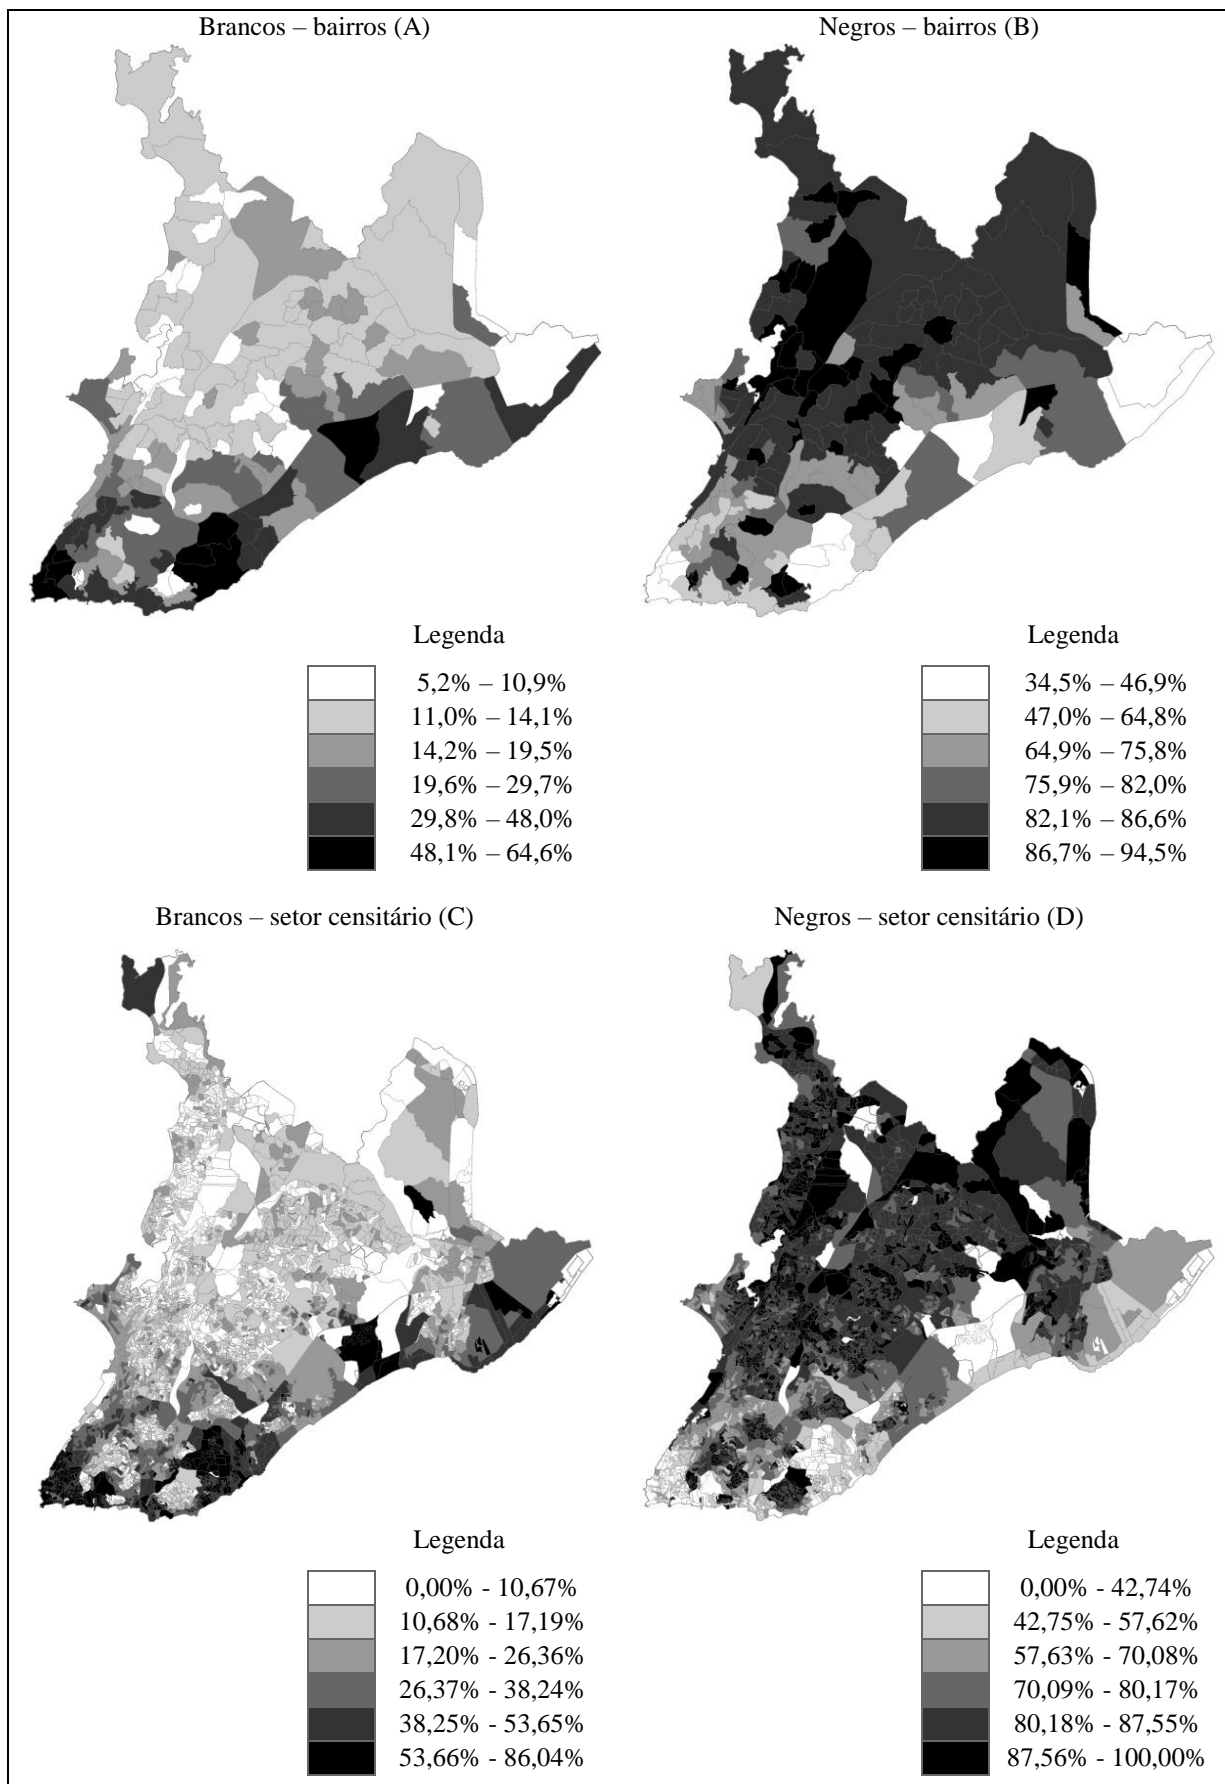 Brancos – bairros (A)
Negros – bairros (B)
Legenda
5,2% – 10,9%
11,0% – 14,1%
14,2% – 19,5%
19,6% – 29,7%
29,8% – 48,0%
48,1% – 64,6%
Legenda
34,5% – 46,9%
47,0% – 64,8%
64,9% – 75,8%
75,9% – 82,0%
82,1% – 86,6%
86,7% – 94,5%
Brancos – setor censitário (C)
Negros – setor censitário (D)
Legenda
0,00% - 10,67%
10,68% - 17,19%
17,20% - 26,36%
26,37% - 38,24%
38,25% - 53,65%
53,66% - 86,04%
Legenda
0,00% - 42,74%
42,75% - 57,62%
57,63% - 70,08%
70,09% - 80,17%
80,18% - 87,55%
87,56% - 100,00%